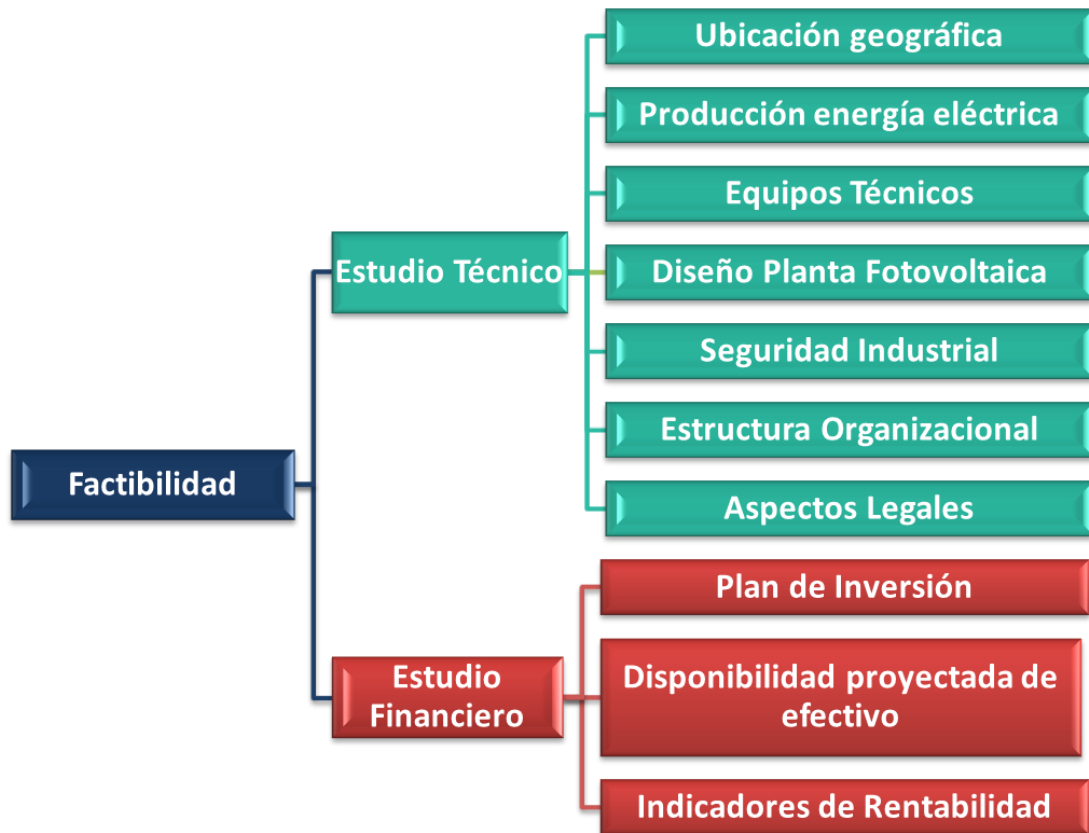 Factibilidad
Estudio Técnico
Ubicación geográfica
Producción energía eléctrica
Equipos Técnicos
Diseño Planta Fotovoltaica
Seguridad Industrial
Estructura Organizacional
Aspectos Legales
Estudio
Financiero
Plan de Inversión
Disponibilidad proyectada de
efectivo
Indicadores de Rentabilidad